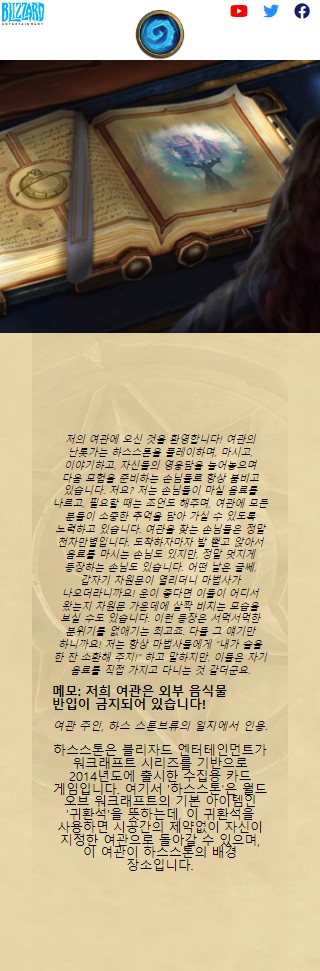 BLIZZARD
ENTERTAINMENT
저의 여관에 오신 것을 환영합니다! 여관의
난롯가는 하스스톤을 플레이하며, 마시고,
이야기하고, 자신들의 영웅담을 늘어놓으며
다음 모험을 준비하는 손님들로 항상 붐비고
있습니다. 저요? 저는 손님들이 마실 음료를
나르고, 필요할 때는 조언도 해주며, 여관에 모든
분들이 소중한 추억을 담아 가실 수 있도록
노력하고 있습니다. 여관을 찾는 손님들은 정말
천차만별입니다. 도착하자마자 발 뻗고 앉아서
음료를 마시는 손님도 있지만, 정말 멋지게
등장하는 손님도 있습니다. 어떤 날은 글쎄,
갑자기 차원문이 열리더니 마법사가
나오더라니까요! 운이 좋다면 이들이 어디서
왔는지 차원문 가운데에 살짝 비치는 모습을
보실 수도 있습니다. 이런 등장은 서먹서먹한
분위기를 없애기는 최고죠. 다들 그 얘기만
하니까요! 저는 항상 마법사들에게 "내가 술을
한 잔 소환해 주지!" 하고 말하지만, 이들은 자기
음료를 직접 가지고 다니는 것 같더군요.
메모: 저희 여관은 외부 음식물
반입이 금지되어 있습니다!
여관 주인, 하스 스톤브류의 일지에서 인용.
하스스톤은 블리자드 엔터테인먼트가
워크래프트 시리즈를 기반으로
2014년도에 출시한 수집용 카드
게임입니다. 여기서 '하스스톤'은 월드
오브 워크래프트의 기본 아이템인
'귀환석'을 뜻하는데, 이 귀환석을
사용하면 시공간의 제약없이 자신이
지정한 여관으로 돌아갈 수 있으며,
이 여관이 하스스톤의 배경
장소입니다.